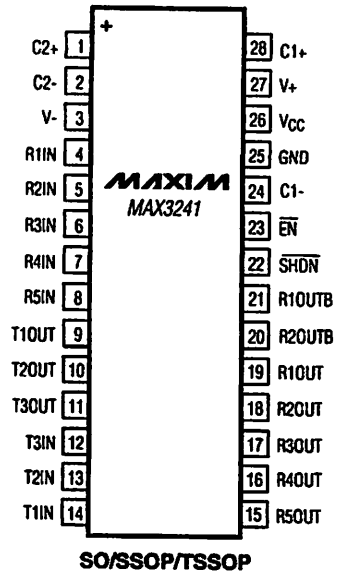 +
C2+ 1 28 C1+
C2- 2 27 V+
V- 3 26 VCC
R1IN 4 25 GND
R2IN 5 24 C1-
R3IN 6 23 E̅N̅
R4IN 7 22 S̅H̅D̅N̅
R5IN 8 21 R1OUTB
T1OUT 9 20 R2OUTB
T2OUT 10 19 R1OUT
T3OUT 11 18 R2OUT
T3IN 12 17 R3OUT
T2IN 13 16 R4OUT
T1IN 14 15 R5OUT
MAXIM
MAX3241
SO/SSOP/TSSOP